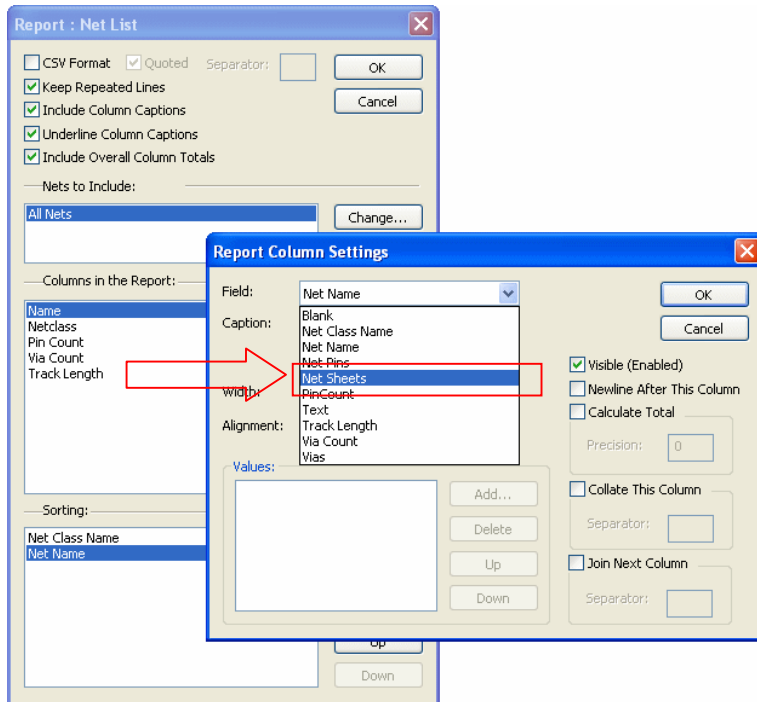 Report : Net List
CSV Format Quoted Separator: OK
Keep Repeated Lines
Include Column Captions Cancel
Underline Column Captions
Include Overall Column Totals
Nets to Include:
All Nets Change...
Columns in the Report:
Name
Netclass
Pin Count
Via Count
Track Length
Sorting:
Net Class Name
Net Name
Up
Down
Report Column Settings
Field: Net Name OK
Caption: Cancel
Blank
Net Class Name
Net Name
Net Pins
Net Sheets
PinCount
Text
Track Length
Via Count
Vias
Width:
Alignment:
Visible (Enabled)
Newline After This Column
Calculate Total
Precision: 0
Values:
Add...
Delete
Up
Down
Collate This Column
Separator:
Join Next Column
Separator: